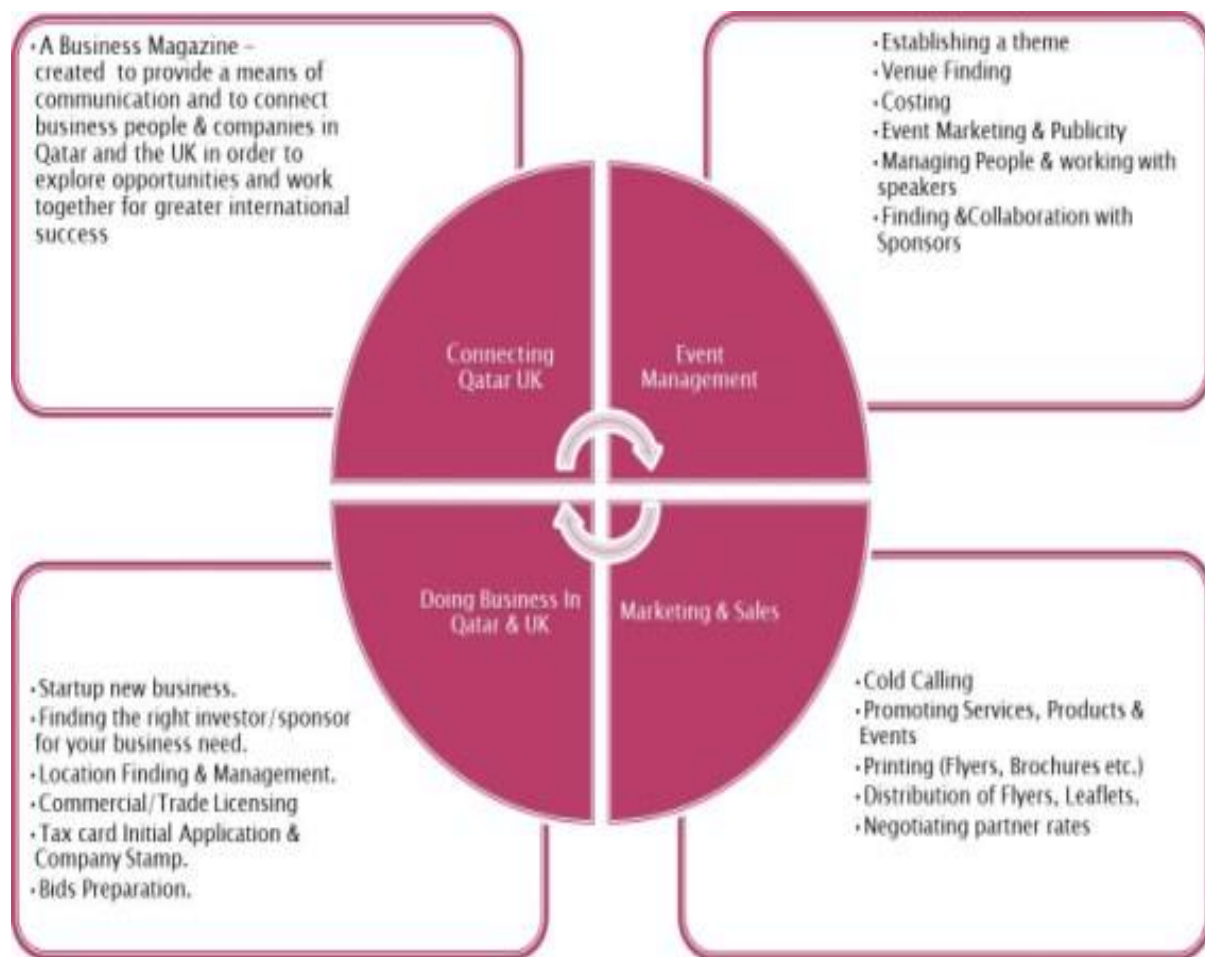 •A Business Magazine –
created to provide a means of
communication and to connect
business people & companies in
Qatar and the UK in order to
explore opportunities and work
together for greater international
success
•Establishing a theme
•Venue Finding
•Costing
•Event Marketing & Publicity
•Managing People & working with
speakers
•Finding &Collaboration with
Sponsors
Connecting
Qatar UK
Event
Management
Doing Business In
Qatar & UK
Marketing & Sales
•Startup new business.
•Finding the right investor/sponsor
for your business need.
•Location Finding & Management.
•Commercial/Trade Licensing
•Tax card Initial Application &
Company Stamp.
•Bids Preparation.
•Cold Calling
•Promoting Services, Products &
Events
•Printing (Flyers, Brochures etc.)
•Distribution of Flyers, Leaflets.
•Negotiating partner rates